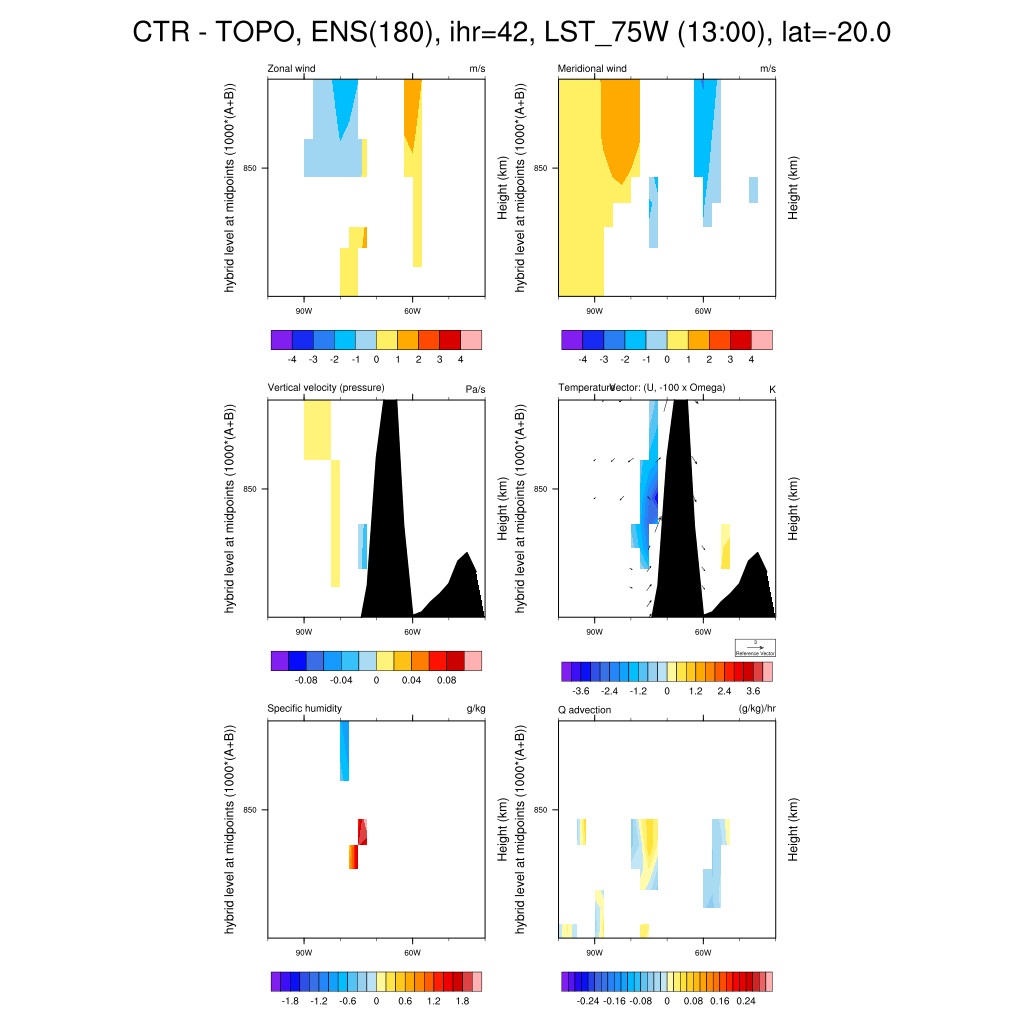 CTR - TOPO, ENS(180), ihr=42, LST_75W (13:00), lat=-20.0
Zonal wind m/s
hybrid level at midpoints (1000*(A+B))
850
Height (km)
90W 60W
-4 -3 -2 -1 0 1 2 3 4
Meridional wind m/s
hybrid level at midpoints (1000*(A+B))
850
Height (km)
90W 60W
-4 -3 -2 -1 0 1 2 3 4
Vertical velocity (pressure) Pa/s
hybrid level at midpoints (1000*(A+B))
850
Height (km)
90W 60W
-0.08 -0.04 0 0.04 0.08
Temperature Vector: (U, -100 x Omega) K
hybrid level at midpoints (1000*(A+B))
850
Height (km)
90W 60W
3
Reference Vector
-3.6 -2.4 -1.2 0 1.2 2.4 3.6
Specific humidity g/kg
hybrid level at midpoints (1000*(A+B))
850
Height (km)
90W 60W
-1.8 -1.2 -0.6 0 0.6 1.2 1.8
Q advection (g/kg)/hr
hybrid level at midpoints (1000*(A+B))
850
Height (km)
90W 60W
-0.24 -0.16 -0.08 0 0.08 0.16 0.24